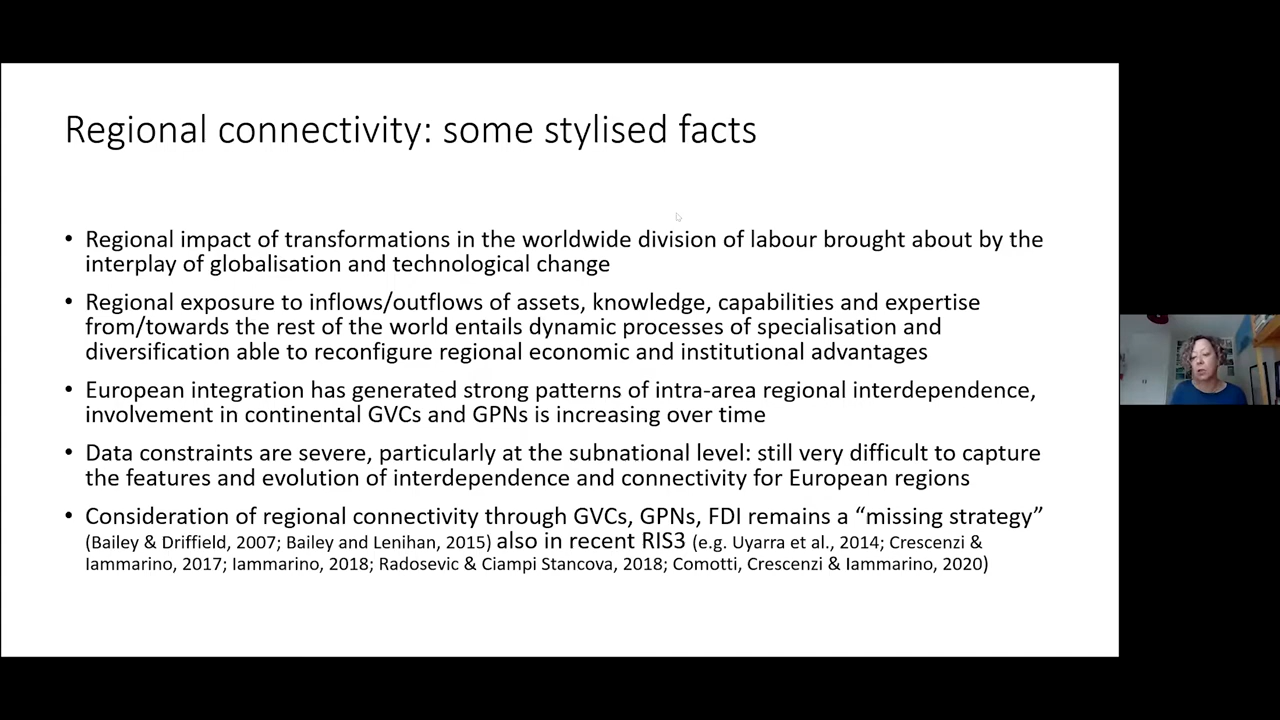 Regional connectivity: some stylised facts
• Regional impact of transformations in the worldwide division of labour brought about by the
interplay of globalisation and technological change
• Regional exposure to inflows/outflows of assets, knowledge, capabilities and expertise
from/towards the rest of the world entails dynamic processes of specialisation and
diversification able to reconfigure regional economic and institutional advantages
• European integration has generated strong patterns of intra-area regional interdependence,
involvement in continental GVCs and GPNs is increasing over time
• Data constraints are severe, particularly at the subnational level: still very difficult to capture
the features and evolution of interdependence and connectivity for European regions
• Consideration of regional connectivity through GVCs, GPNs, FDI remains a “missing strategy”
(Bailey & Driffield, 2007; Bailey and Lenihan, 2015) also in recent RIS3 (e.g. Uyarra et al., 2014; Crescenzi &
Iammarino, 2017; Iammarino, 2018; Radosevic & Ciampi Stancova, 2018; Comotti, Crescenzi & Iammarino, 2020)